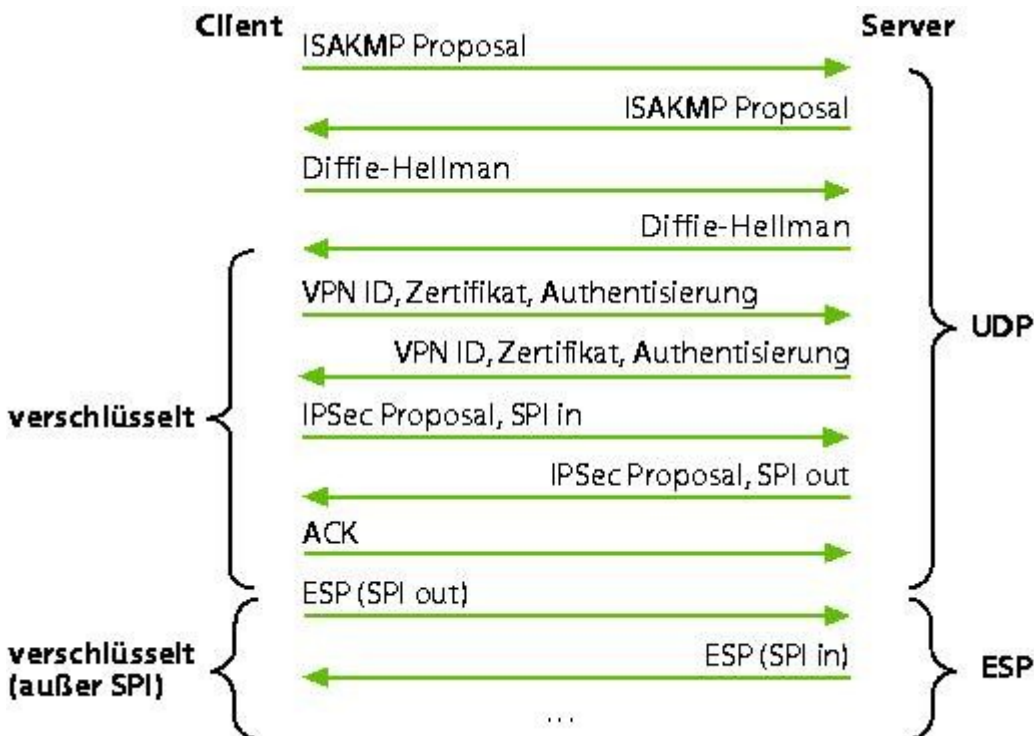 Client
Server
ISAKMP Proposal
ISAKMP Proposal
Diffie-Hellman
Diffie-Hellman
VPN ID, Zertifikat, Authentisierung
UDP
VPN ID, Zertifikat, Authentisierung
verschlüsselt
IPSec Proposal, SPI in
IPSec Proposal, SPI out
ACK
ESP (SPI out)
verschlüsselt
(außer SPI)
ESP (SPI in)
ESP
...